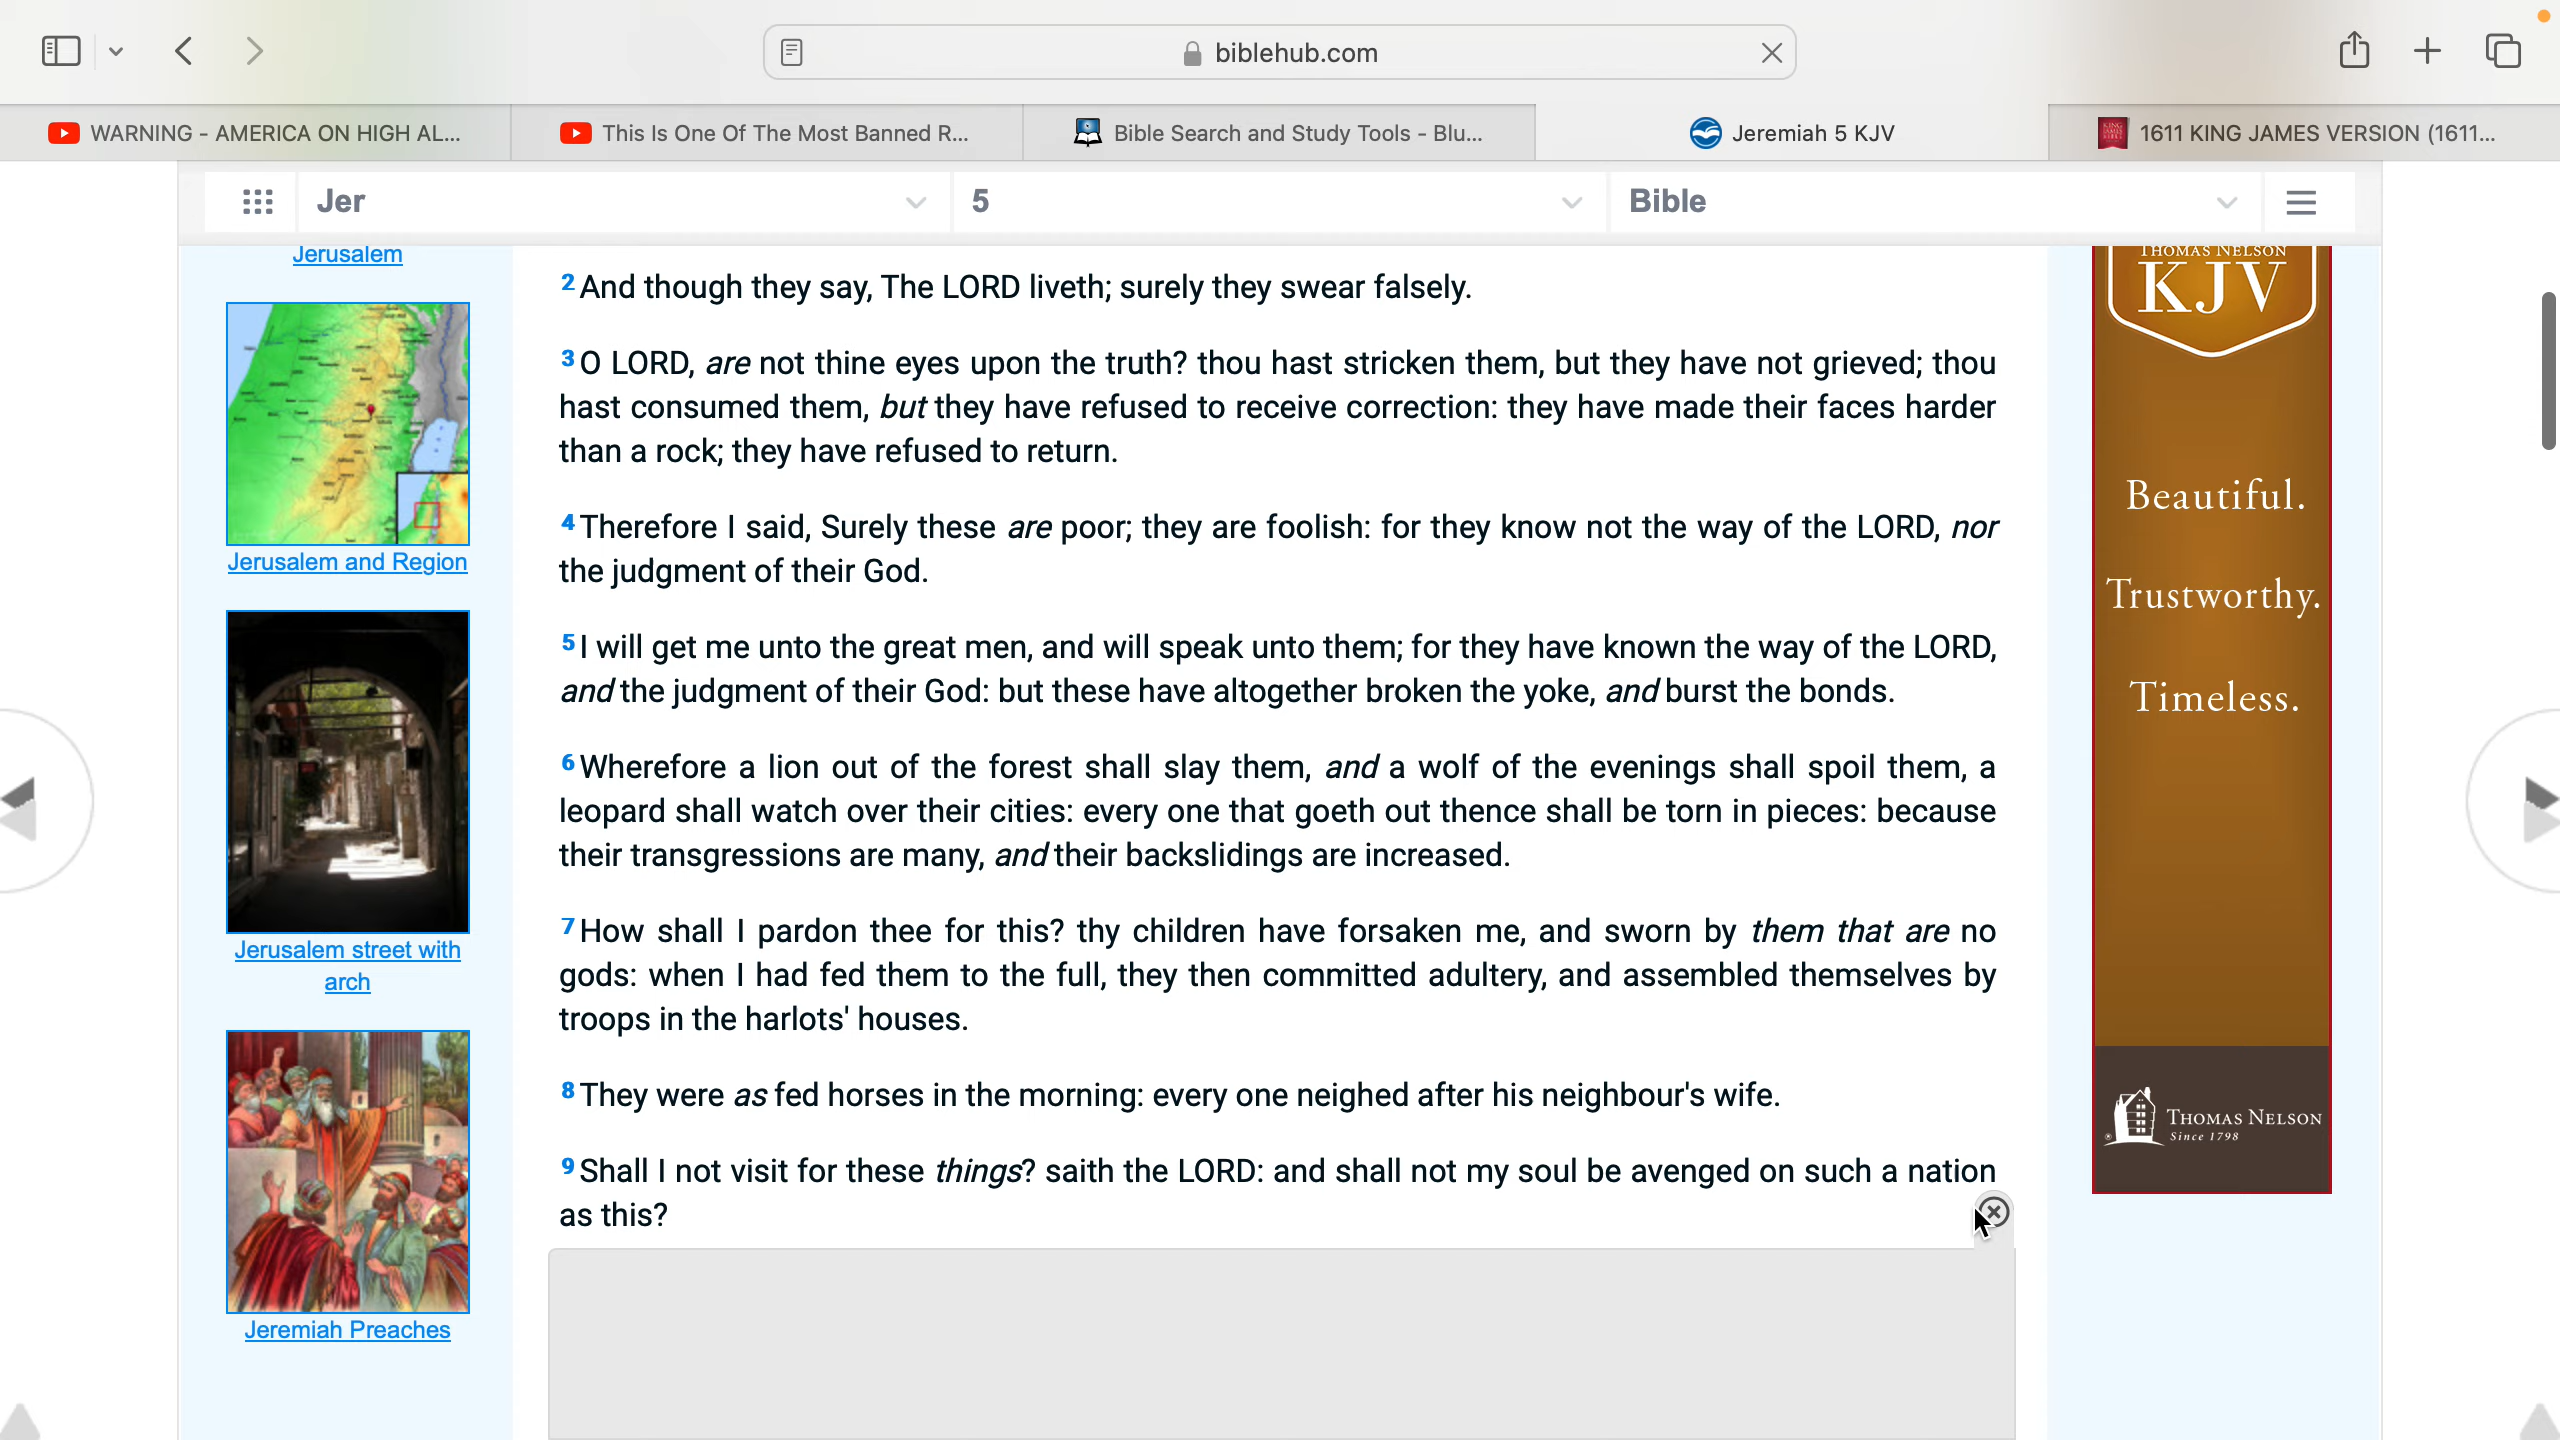 biblehub.com
WARNING - AMERICA ON HIGH AL...
This Is One Of The Most Banned R...
Bible Search and Study Tools - Blu...
Jeremiah 5 KJV
1611 KING JAMES VERSION (1611...
Jer
5
Bible
Jerusalem
Jerusalem and Region
Jerusalem street with
arch
Jeremiah Preaches
2 And though they say, The LORD liveth; surely they swear falsely.
3 O LORD, are not thine eyes upon the truth? thou hast stricken them, but they have not grieved; thou
hast consumed them, but they have refused to receive correction: they have made their faces harder
than a rock; they have refused to return.
4 Therefore I said, Surely these are poor; they are foolish: for they know not the way of the LORD, nor
the judgment of their God.
5 I will get me unto the great men, and will speak unto them; for they have known the way of the LORD,
and the judgment of their God: but these have altogether broken the yoke, and burst the bonds.
6 Wherefore a lion out of the forest shall slay them, and a wolf of the evenings shall spoil them, a
leopard shall watch over their cities: every one that goeth out thence shall be torn in pieces: because
their transgressions are many, and their backslidings are increased.
7 How shall I pardon thee for this? thy children have forsaken me, and sworn by them that are no
gods: when I had fed them to the full, they then committed adultery, and assembled themselves by
troops in the harlots' houses.
8 They were as fed horses in the morning: every one neighed after his neighbour's wife.
9 Shall I not visit for these things? saith the LORD: and shall not my soul be avenged on such a nation
as this?
THOMAS NELSON
KJV
Beautiful.
Trustworthy.
Timeless.
THOMAS NELSON
Since 1798